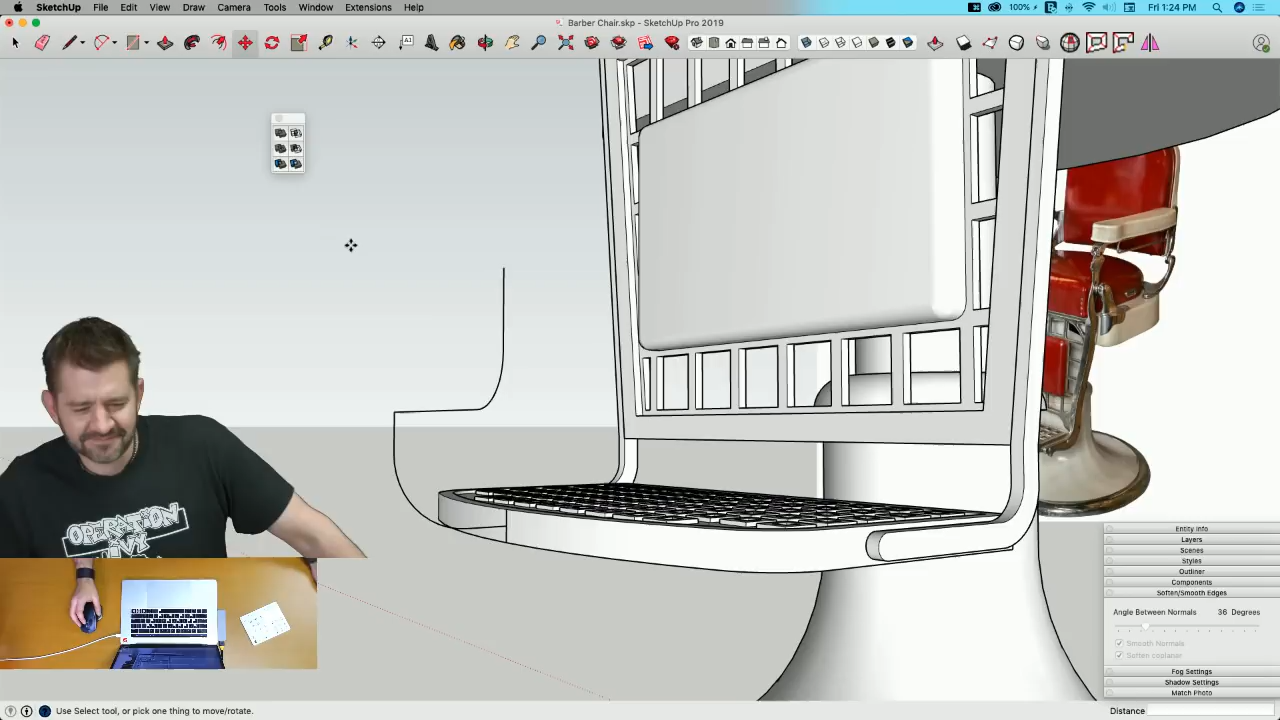 SketchUp File Edit View Draw Camera Tools Window Extensions Help
100% Fri 1:24 PM
Barber Chair.skp - SketchUp Pro 2019
OPERATION
Entity Info
Layers
Scenes
Styles
Outliner
Components
Soften/Smooth Edges
Angle Between Normals 36 Degrees
Smooth Normals
Soften coplanar
Fog Settings
Shadow Settings
Match Photo
Use Select tool, or pick one thing to move/rotate.
Distance